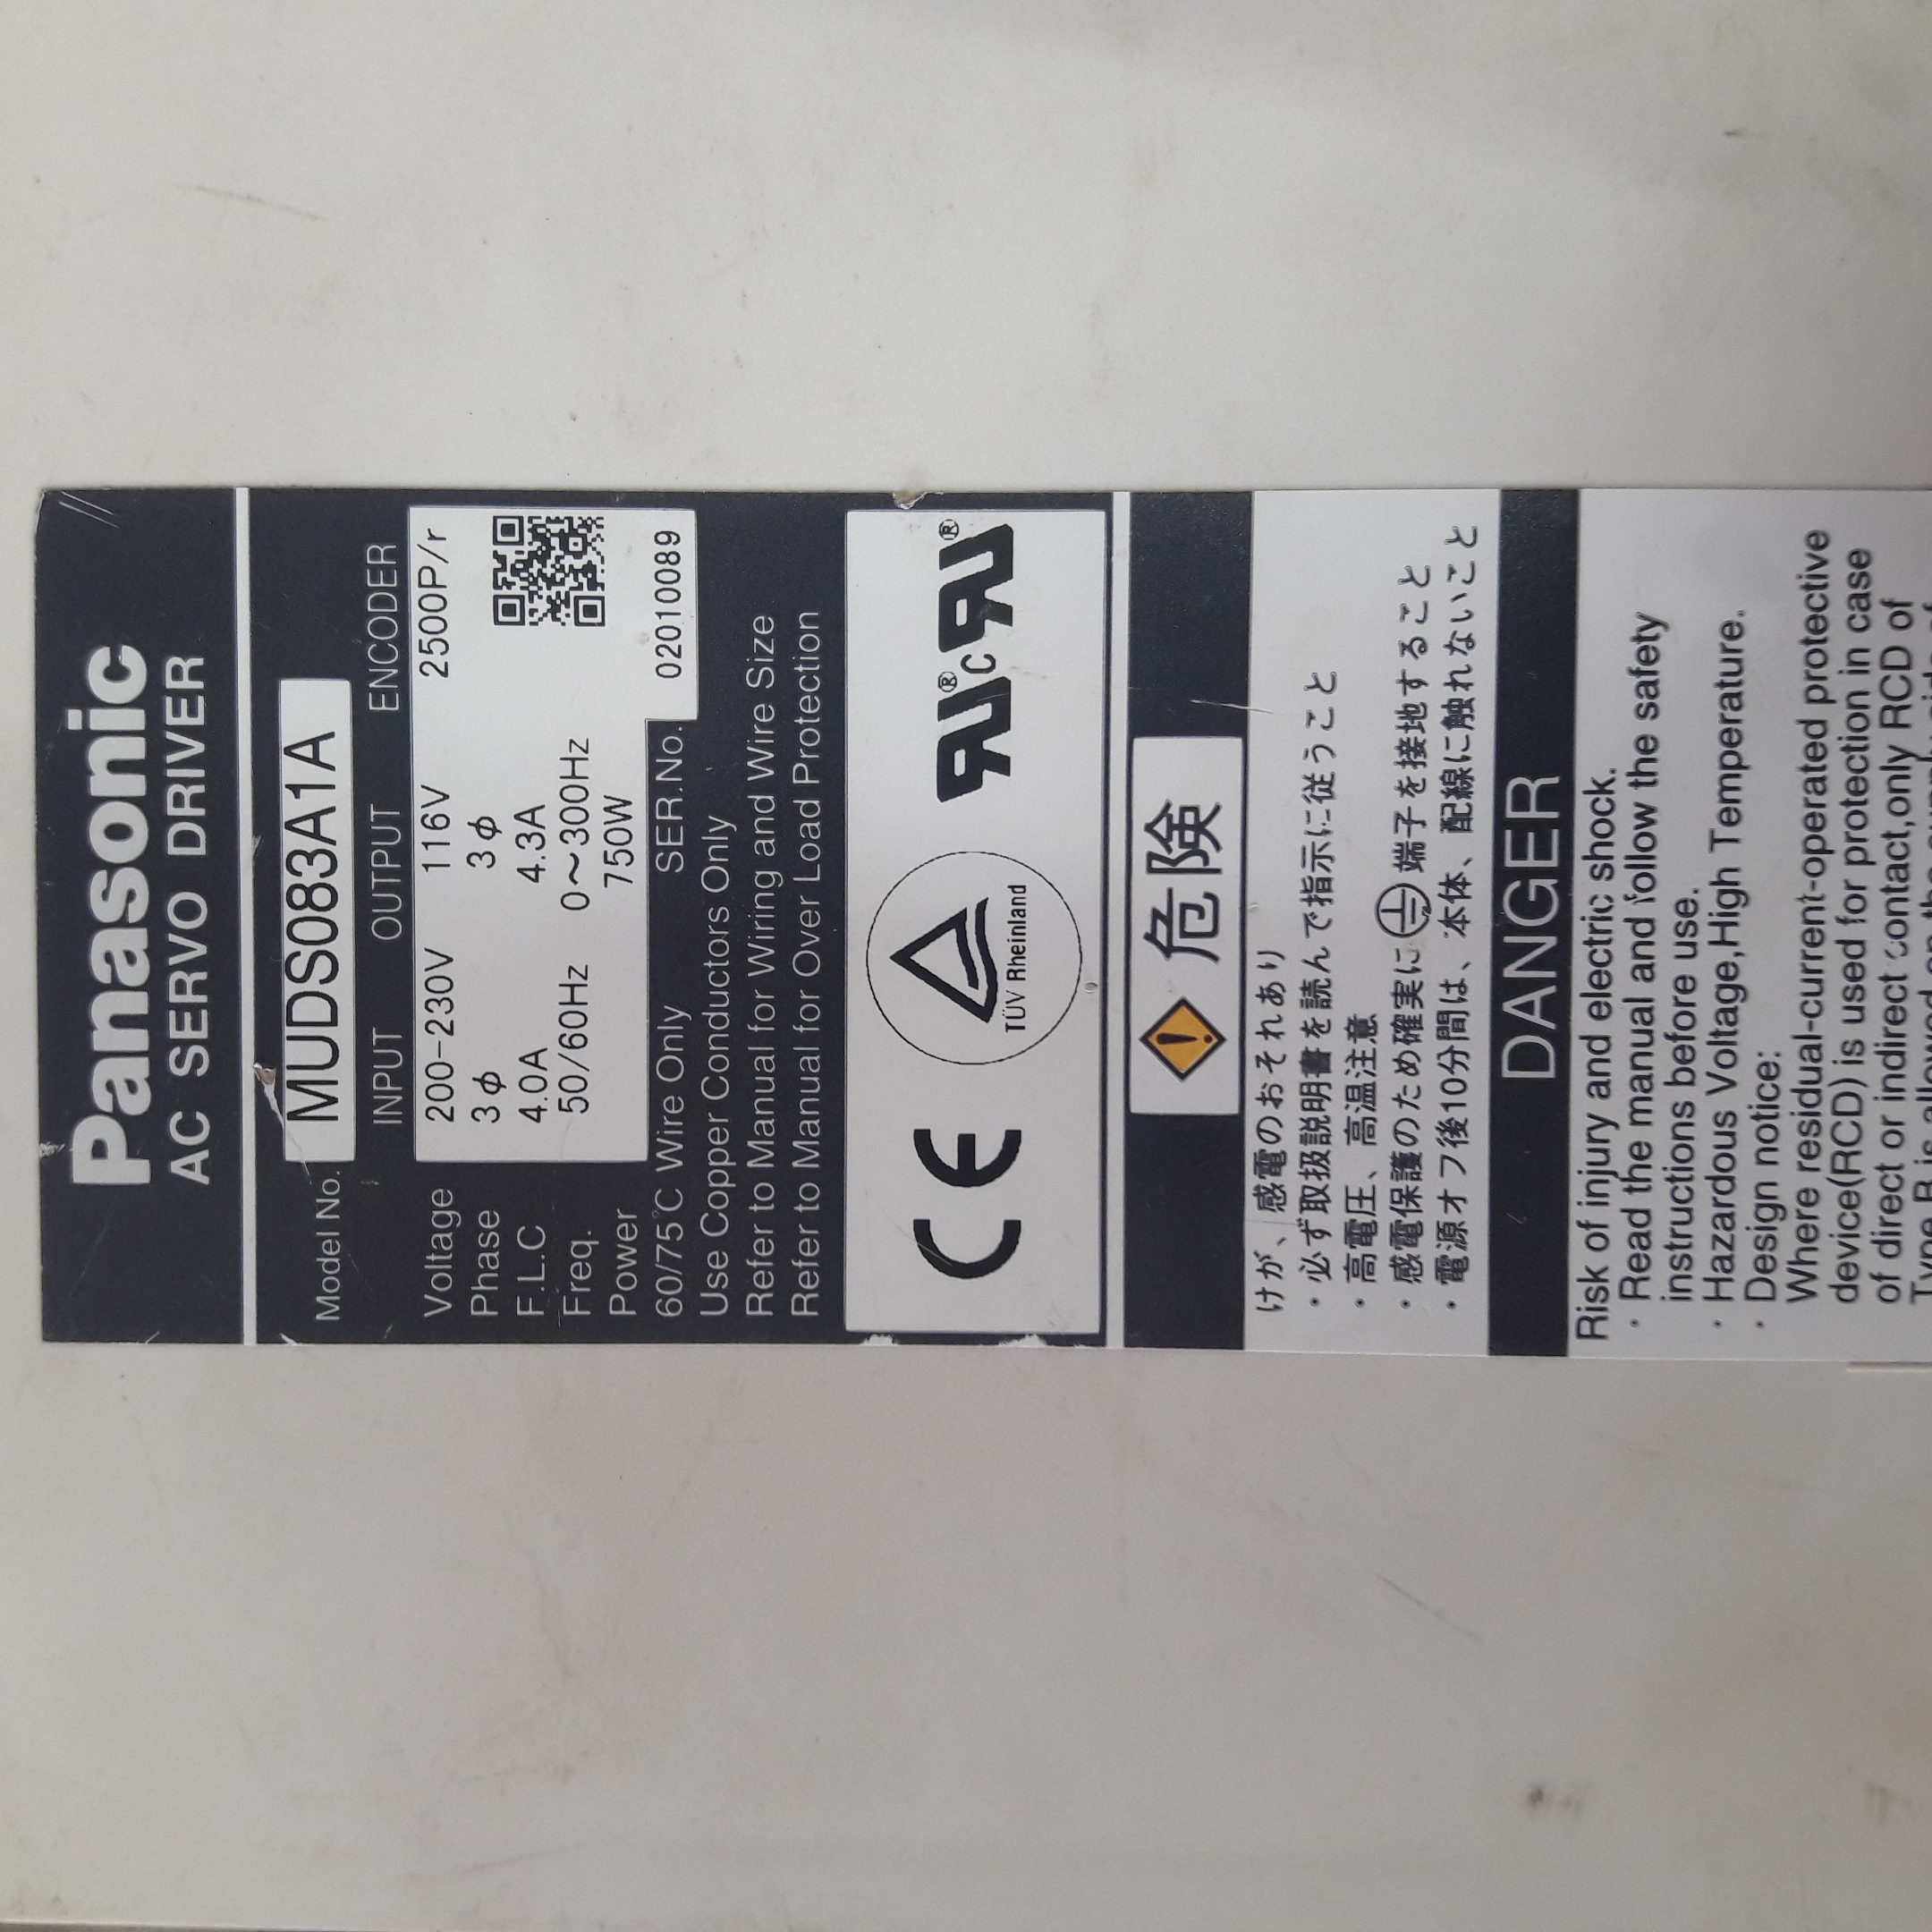 Panasonic
AC SERVO DRIVER
Model No. MUDS083A1A
INPUT OUTPUT ENCODER
Voltage 200-230V 116V 2500P/r
Phase 3ϕ 3ϕ
F.L.C 4.0A 4.3A
Freq. 50/60Hz 0~300Hz
Power 750W
60/75℃ Wire Only SER.No. 02010089
Use Copper Conductors Only
Refer to Manual for Wiring and Wire Size
Refer to Manual for Over Load Protection
CE TÜV Rheinland RU® c RU®
危険
けが、感電のおそれあり
・必ず取扱説明書を読んで指示に従うこと
・高電圧、高温注意
・感電保護のため確実に⏚端子を接地すること
・電源オフ後10分間は、本体、配線に触れないこと
DANGER
Risk of injury and electric shock.
・Read the manual and follow the safety
instructions before use.
・Hazardous Voltage,High Temperature.
・Design notice:
Where residual-current-operated protective
device(RCD) is used for protection in case
of direct or indirect contact,only RCD of